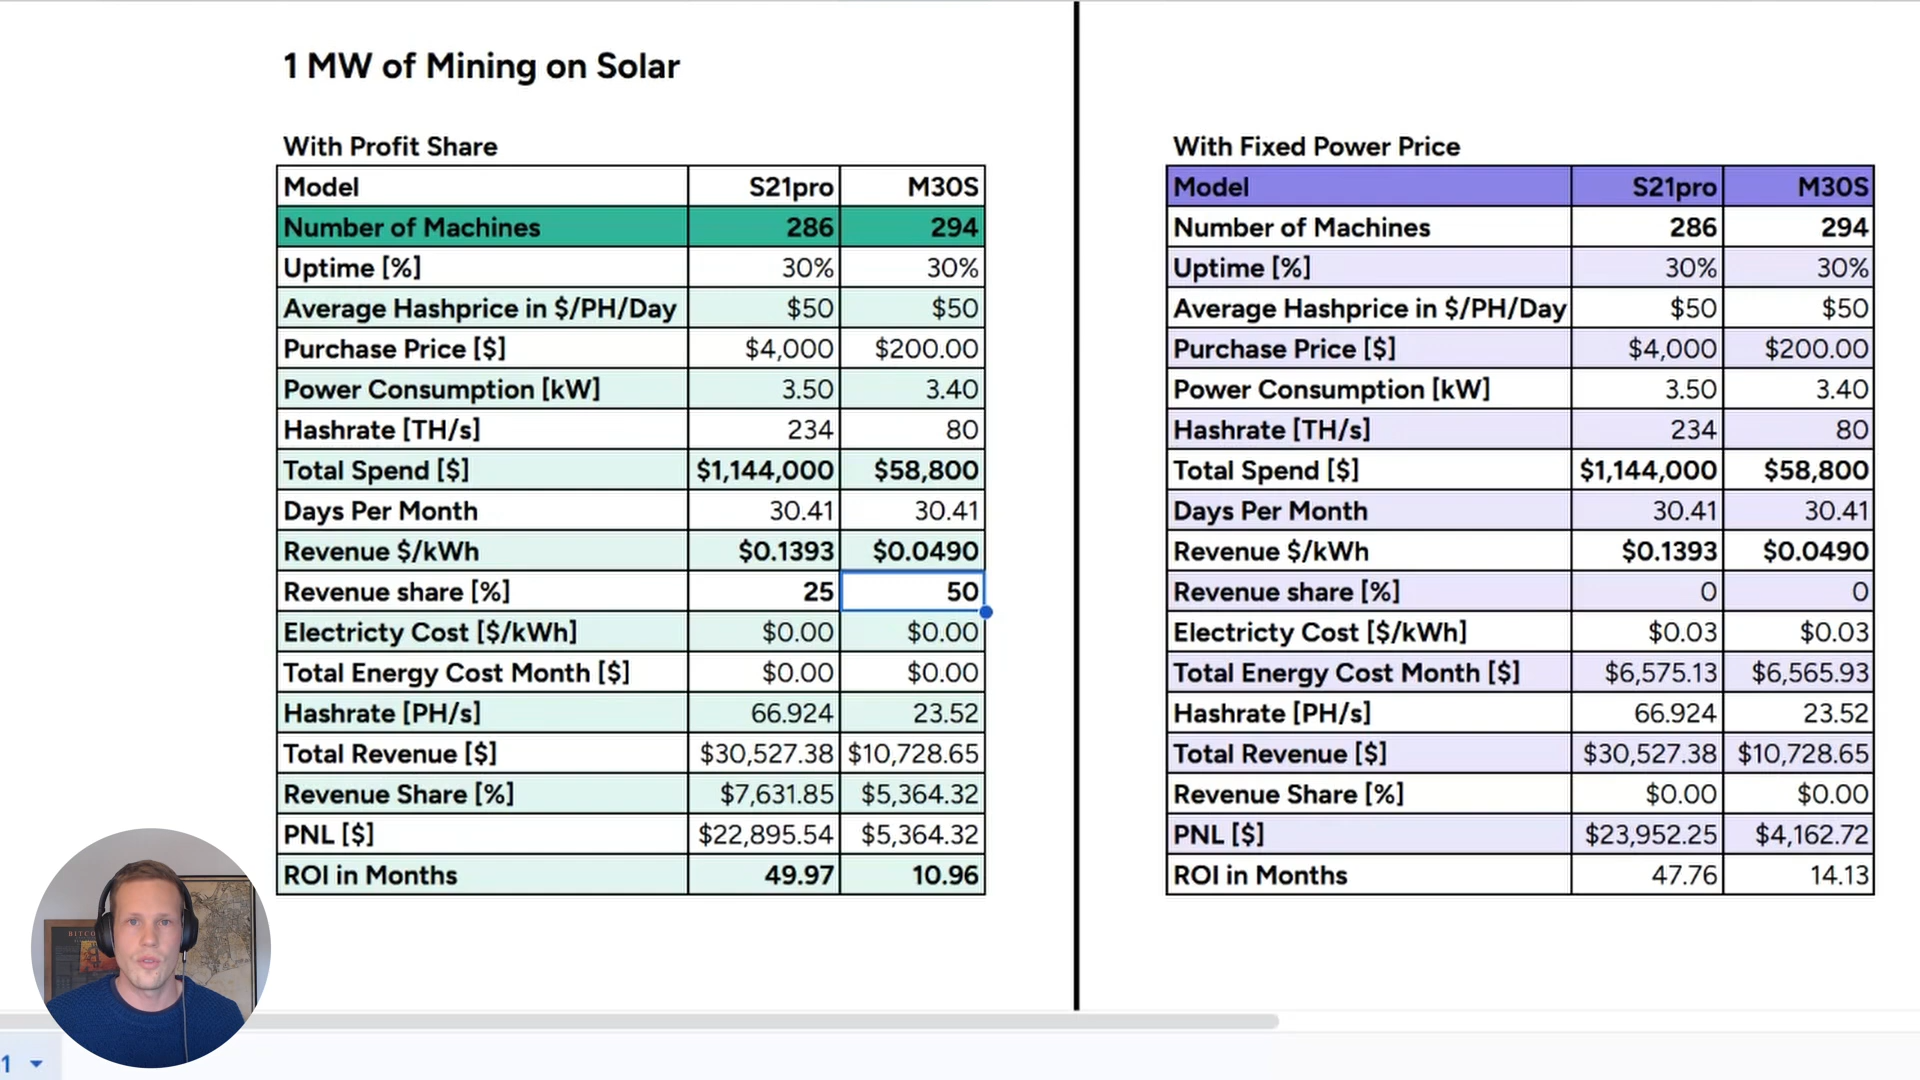 1 MW of Mining on Solar
With Profit Share
Model S21pro M30S
Number of Machines 286 294
Uptime [%] 30% 30%
Average Hashprice in $/PH/Day $50 $50
Purchase Price [$] $4,000 $200.00
Power Consumption [kW] 3.50 3.40
Hashrate [TH/s] 234 80
Total Spend [$] $1,144,000 $58,800
Days Per Month 30.41 30.41
Revenue $/kWh $0.1393 $0.0490
Revenue share [%] 25 50
Electricty Cost [$/kWh] $0.00 $0.00
Total Energy Cost Month [$] $0.00 $0.00
Hashrate [PH/s] 66.924 23.52
Total Revenue [$] $30,527.38 $10,728.65
Revenue Share [%] $7,631.85 $5,364.32
PNL [$] $22,895.54 $5,364.32
ROI in Months 49.97 10.96
With Fixed Power Price
Model S21pro M30S
Number of Machines 286 294
Uptime [%] 30% 30%
Average Hashprice in $/PH/Day $50 $50
Purchase Price [$] $4,000 $200.00
Power Consumption [kW] 3.50 3.40
Hashrate [TH/s] 234 80
Total Spend [$] $1,144,000 $58,800
Days Per Month 30.41 30.41
Revenue $/kWh $0.1393 $0.0490
Revenue share [%] 0 0
Electricty Cost [$/kWh] $0.03 $0.03
Total Energy Cost Month [$] $6,575.13 $6,565.93
Hashrate [PH/s] 66.924 23.52
Total Revenue [$] $30,527.38 $10,728.65
Revenue Share [%] $0.00 $0.00
PNL [$] $23,952.25 $4,162.72
ROI in Months 47.76 14.13
1